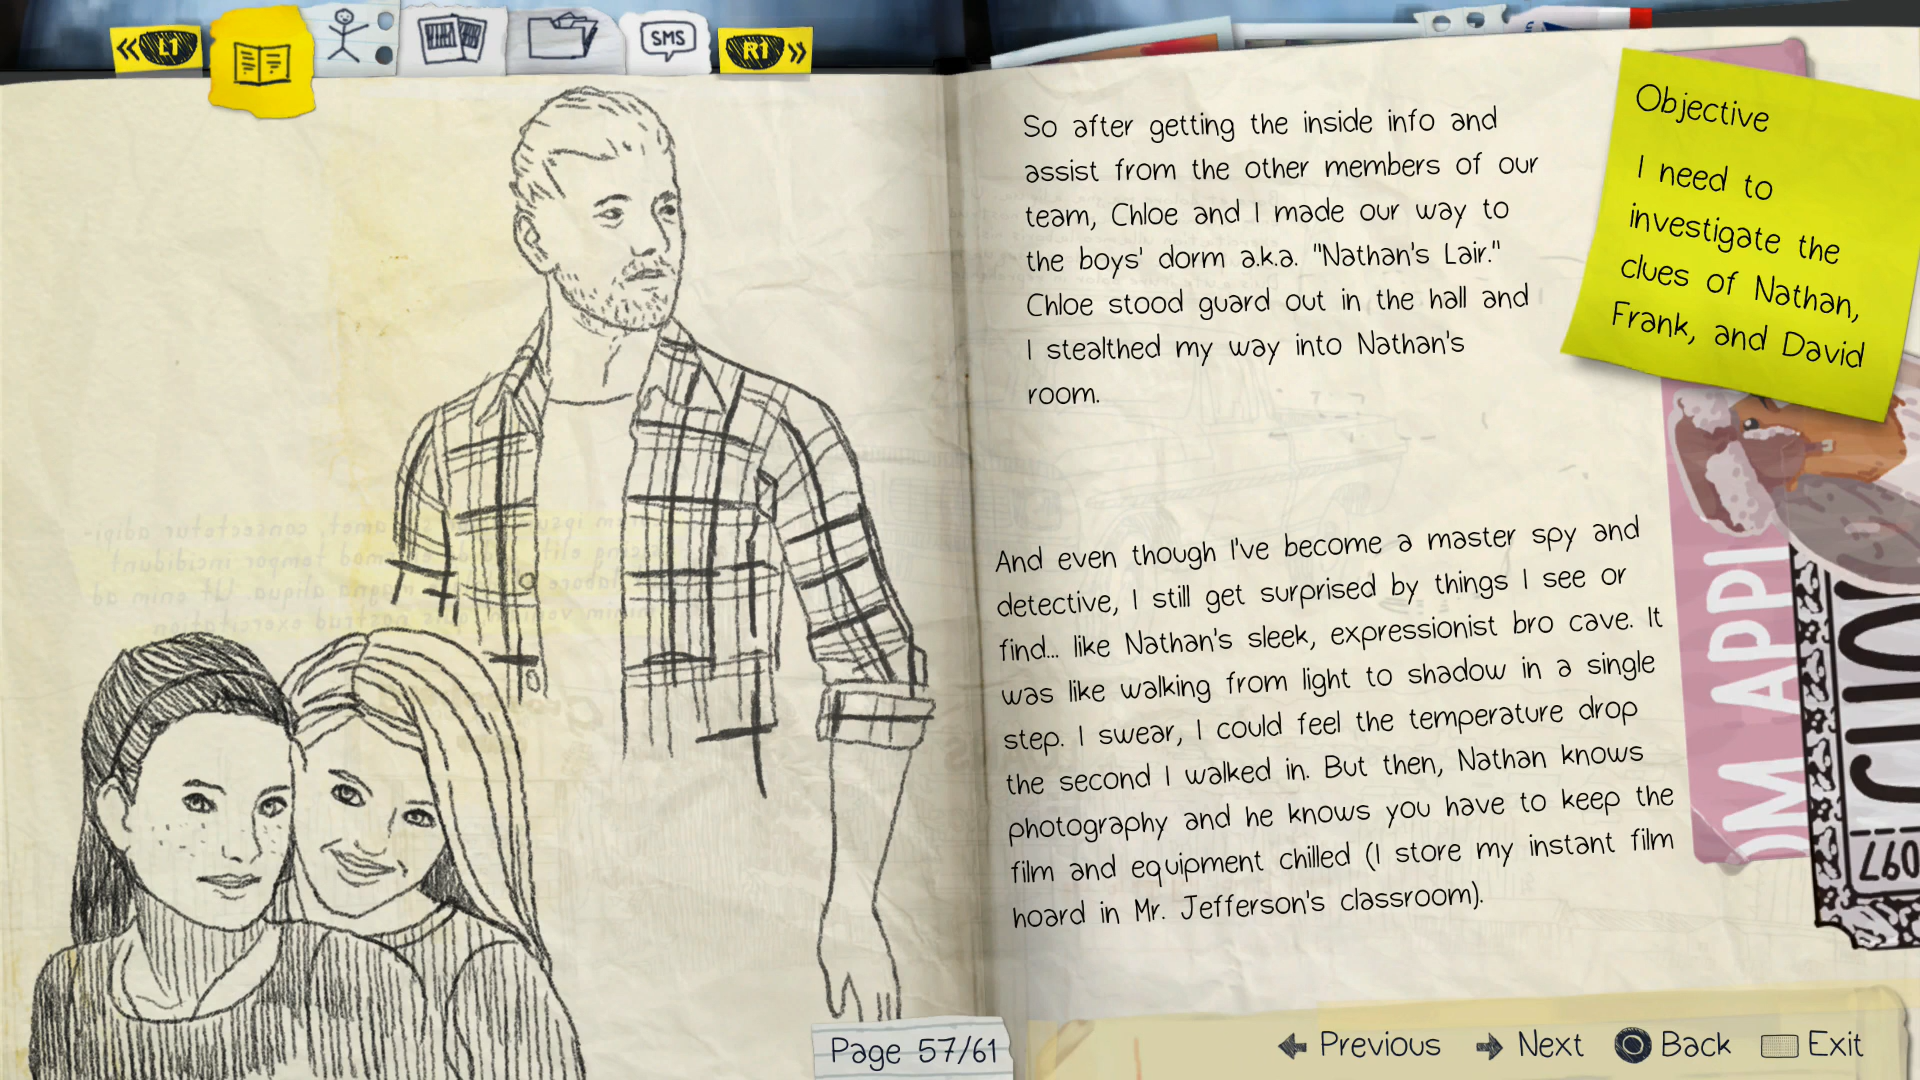 L1
SMS
R1
So after getting the inside info and
assist from the other members of our
team, Chloe and I made our way to
the boys' dorm a.k.a. "Nathan's Lair."
Chloe stood guard out in the hall and
I stealthed my way into Nathan's
room.
And even though I've become a master spy and
detective, I still get surprised by things I see or
find... like Nathan's sleek, expressionist bro cave. It
was like walking from light to shadow in a single
step. I swear, I could feel the temperature drop
the second I walked in. But then, Nathan knows
photography and he knows you have to keep the
film and equipment chilled (I store my instant film
hoard in Mr. Jefferson's classroom).
Objective
I need to
investigate the
clues of Nathan,
Frank, and David
Page 57/61
Previous
Next
Back
Exit